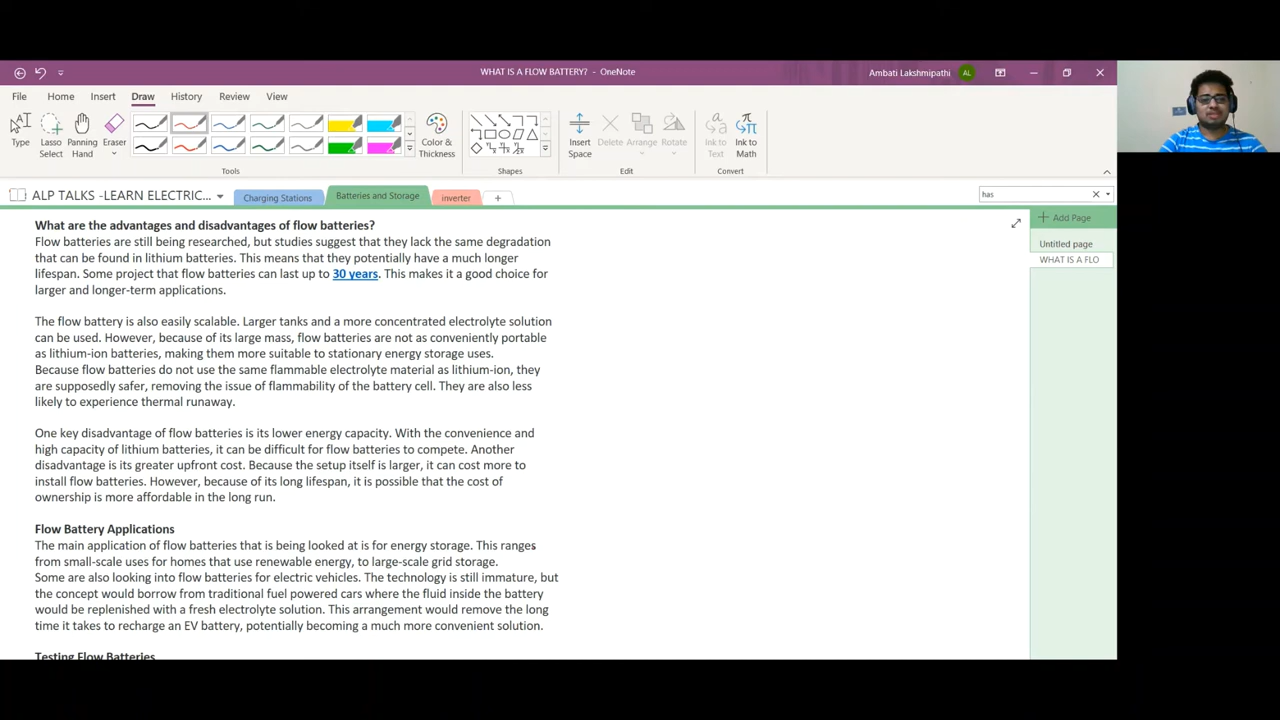 WHAT IS A FLOW BATTERY? - OneNote
Ambati Lakshmipathi
AL
File Home Insert Draw History Review View
Type
Lasso Select
Panning Hand
Eraser
Color & Thickness
Insert Space
Delete
Arrange
Rotate
Ink to Text
Ink to Math
Tools
Shapes
Edit
Convert
ALP TALKS -LEARN ELECTRIC...
Charging Stations
Batteries and Storage
inverter
+
has
Add Page
Untitled page
WHAT IS A FLO
What are the advantages and disadvantages of flow batteries?
Flow batteries are still being researched, but studies suggest that they lack the same degradation
that can be found in lithium batteries. This means that they potentially have a much longer
lifespan. Some project that flow batteries can last up to 30 years. This makes it a good choice for
larger and longer-term applications.
The flow battery is also easily scalable. Larger tanks and a more concentrated electrolyte solution
can be used. However, because of its large mass, flow batteries are not as conveniently portable
as lithium-ion batteries, making them more suitable to stationary energy storage uses.
Because flow batteries do not use the same flammable electrolyte material as lithium-ion, they
are supposedly safer, removing the issue of flammability of the battery cell. They are also less
likely to experience thermal runaway.
One key disadvantage of flow batteries is its lower energy capacity. With the convenience and
high capacity of lithium batteries, it can be difficult for flow batteries to compete. Another
disadvantage is its greater upfront cost. Because the setup itself is larger, it can cost more to
install flow batteries. However, because of its long lifespan, it is possible that the cost of
ownership is more affordable in the long run.
Flow Battery Applications
The main application of flow batteries that is being looked at is for energy storage. This ranges
from small-scale uses for homes that use renewable energy, to large-scale grid storage.
Some are also looking into flow batteries for electric vehicles. The technology is still immature, but
the concept would borrow from traditional fuel powered cars where the fluid inside the battery
would be replenished with a fresh electrolyte solution. This arrangement would remove the long
time it takes to recharge an EV battery, potentially becoming a much more convenient solution.
Testing Flow Batteries